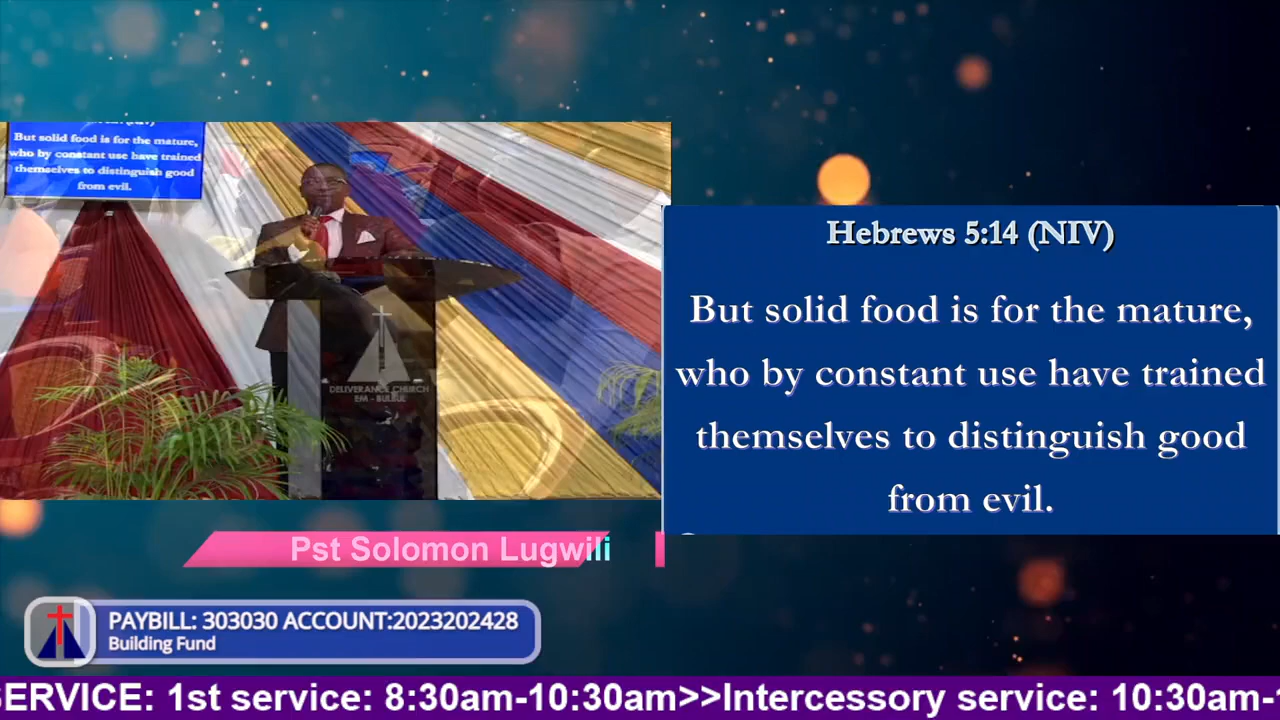 But solid food is for the mature,
who by constant use have trained
themselves to distinguish good
from evil.
DELIVERANCE CHURCH
EM - BULBUL
Hebrews 5:14 (NIV)
But solid food is for the mature,
who by constant use have trained
themselves to distinguish good
from evil.
Pst Solomon Lugwili
PAYBILL: 303030 ACCOUNT:2023202428
Building Fund
SERVICE: 1st service: 8:30am-10:30am>>Intercessory service: 10:30am-